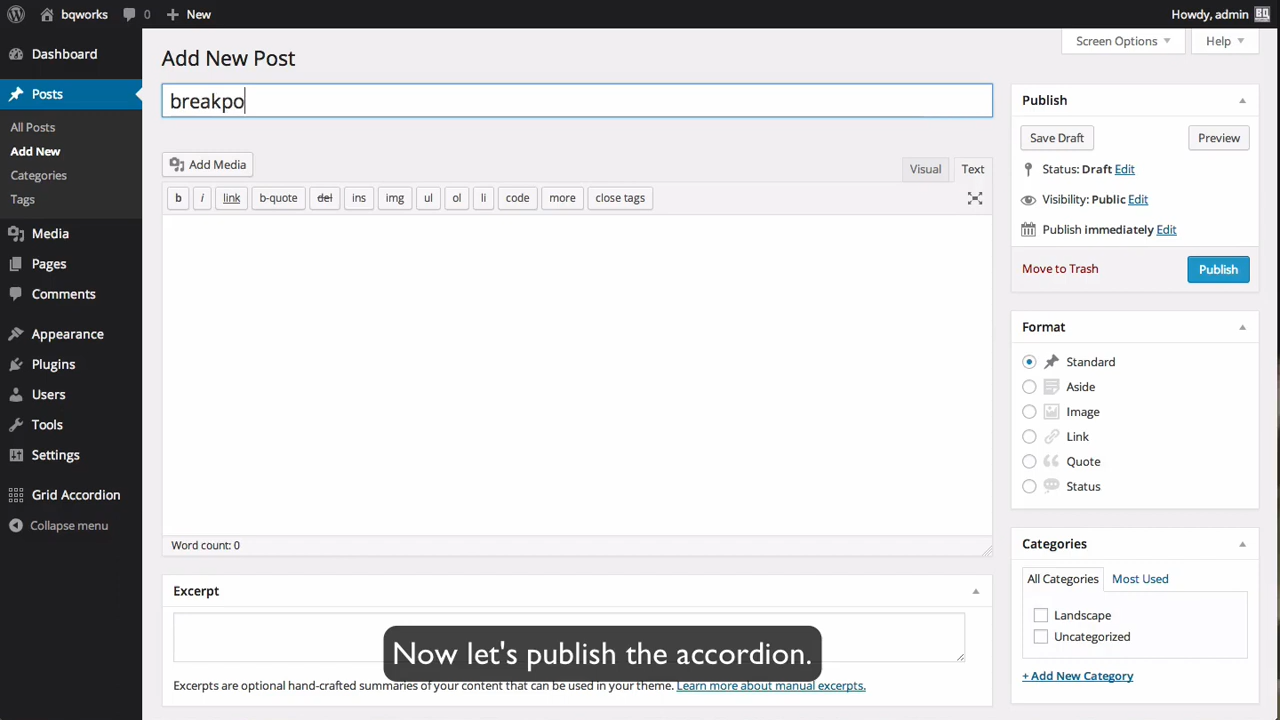 bqworks 0 New Howdy, admin
Dashboard
Posts
All Posts
Add New
Categories
Tags
Media
Pages
Comments
Appearance
Plugins
Users
Tools
Settings
Grid Accordion
Collapse menu
Screen Options Help
Add New Post
breakpo
Add Media
Visual Text
b i link b-quote del ins img ul ol li code more close tags
Word count: 0
Excerpt
Now let's publish the accordion.
Excerpts are optional hand-crafted summaries of your content that can be used in your theme. Learn more about manual excerpts.
Publish
Save Draft Preview
Status: Draft Edit
Visibility: Public Edit
Publish immediately Edit
Move to Trash Publish
Format
Standard
Aside
Image
Link
Quote
Status
Categories
All Categories Most Used
Landscape
Uncategorized
+ Add New Category